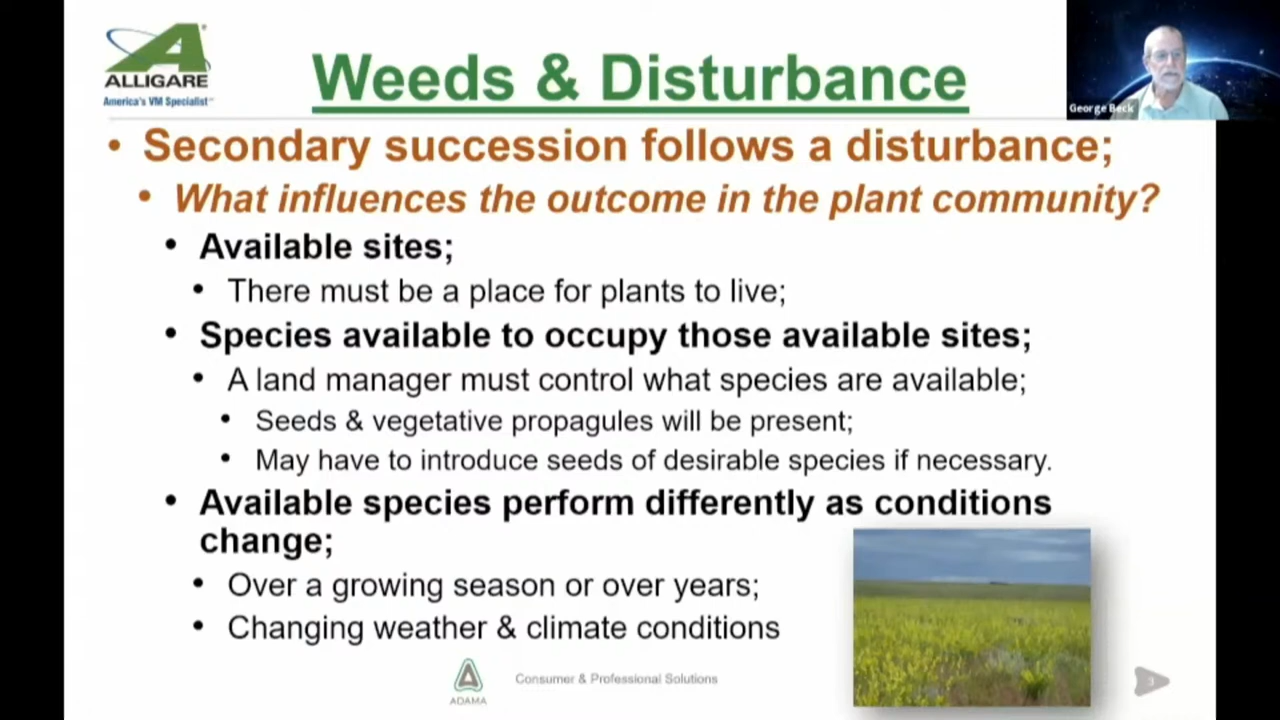 ALLIGARE
America's VM Specialist℠
Weeds & Disturbance
George Beck
• Secondary succession follows a disturbance;
• What influences the outcome in the plant community?
• Available sites;
• There must be a place for plants to live;
• Species available to occupy those available sites;
• A land manager must control what species are available;
• Seeds & vegetative propagules will be present;
• May have to introduce seeds of desirable species if necessary.
• Available species perform differently as conditions
change;
• Over a growing season or over years;
• Changing weather & climate conditions
ADAMA
Consumer & Professional Solutions
3